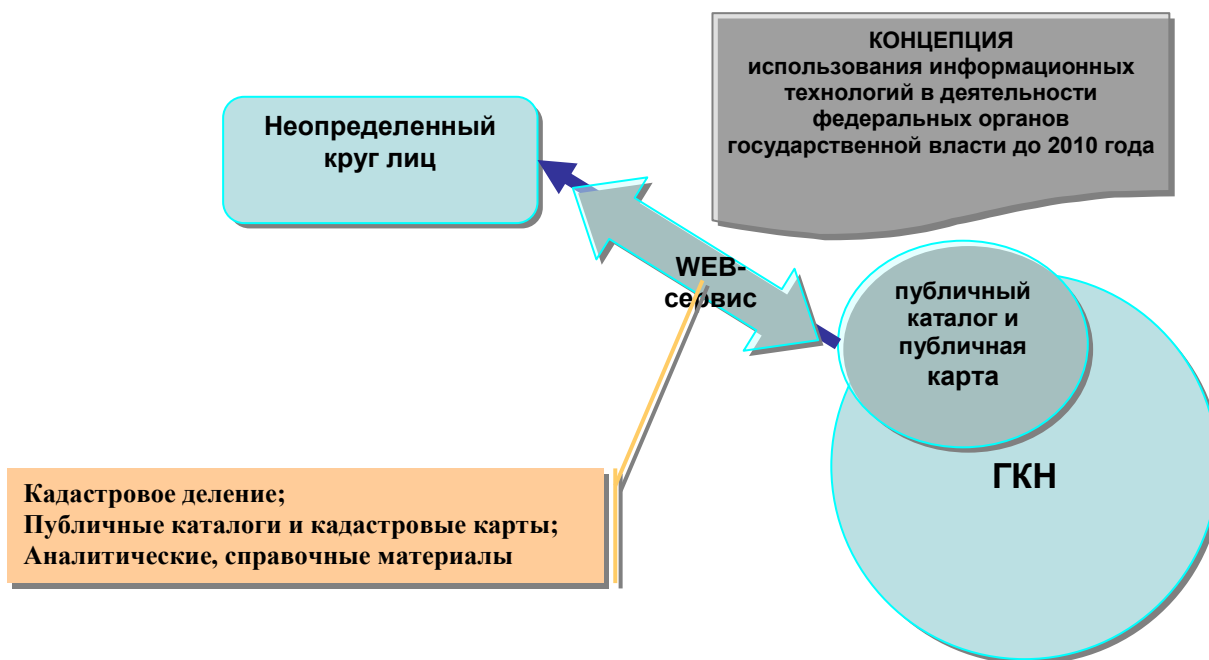 КОНЦЕПЦИЯ
использования информационных
технологий в деятельности
федеральных органов
государственной власти до 2010 года
Неопределенный
круг лиц
WEB-
сервис
публичный
каталог и
публичная
карта
ГКН
Кадастровое деление;
Публичные каталоги и кадастровые карты;
Аналитические, справочные материалы